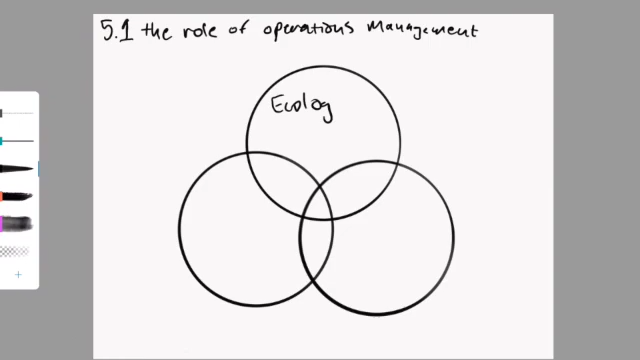 5.1 the role of operations management
Ecolog